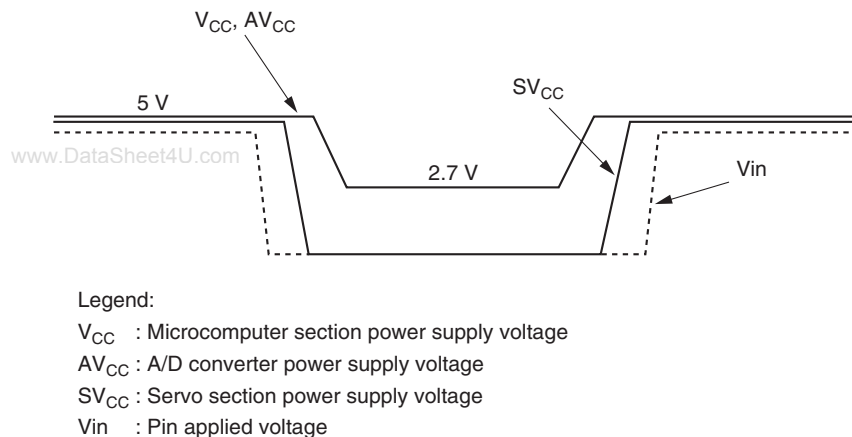 V_CC, AV_CC
SV_CC
5 V
www.DataSheet4U.com
2.7 V
Vin
Legend:
V_CC : Microcomputer section power supply voltage
AV_CC : A/D converter power supply voltage
SV_CC : Servo section power supply voltage
Vin : Pin applied voltage